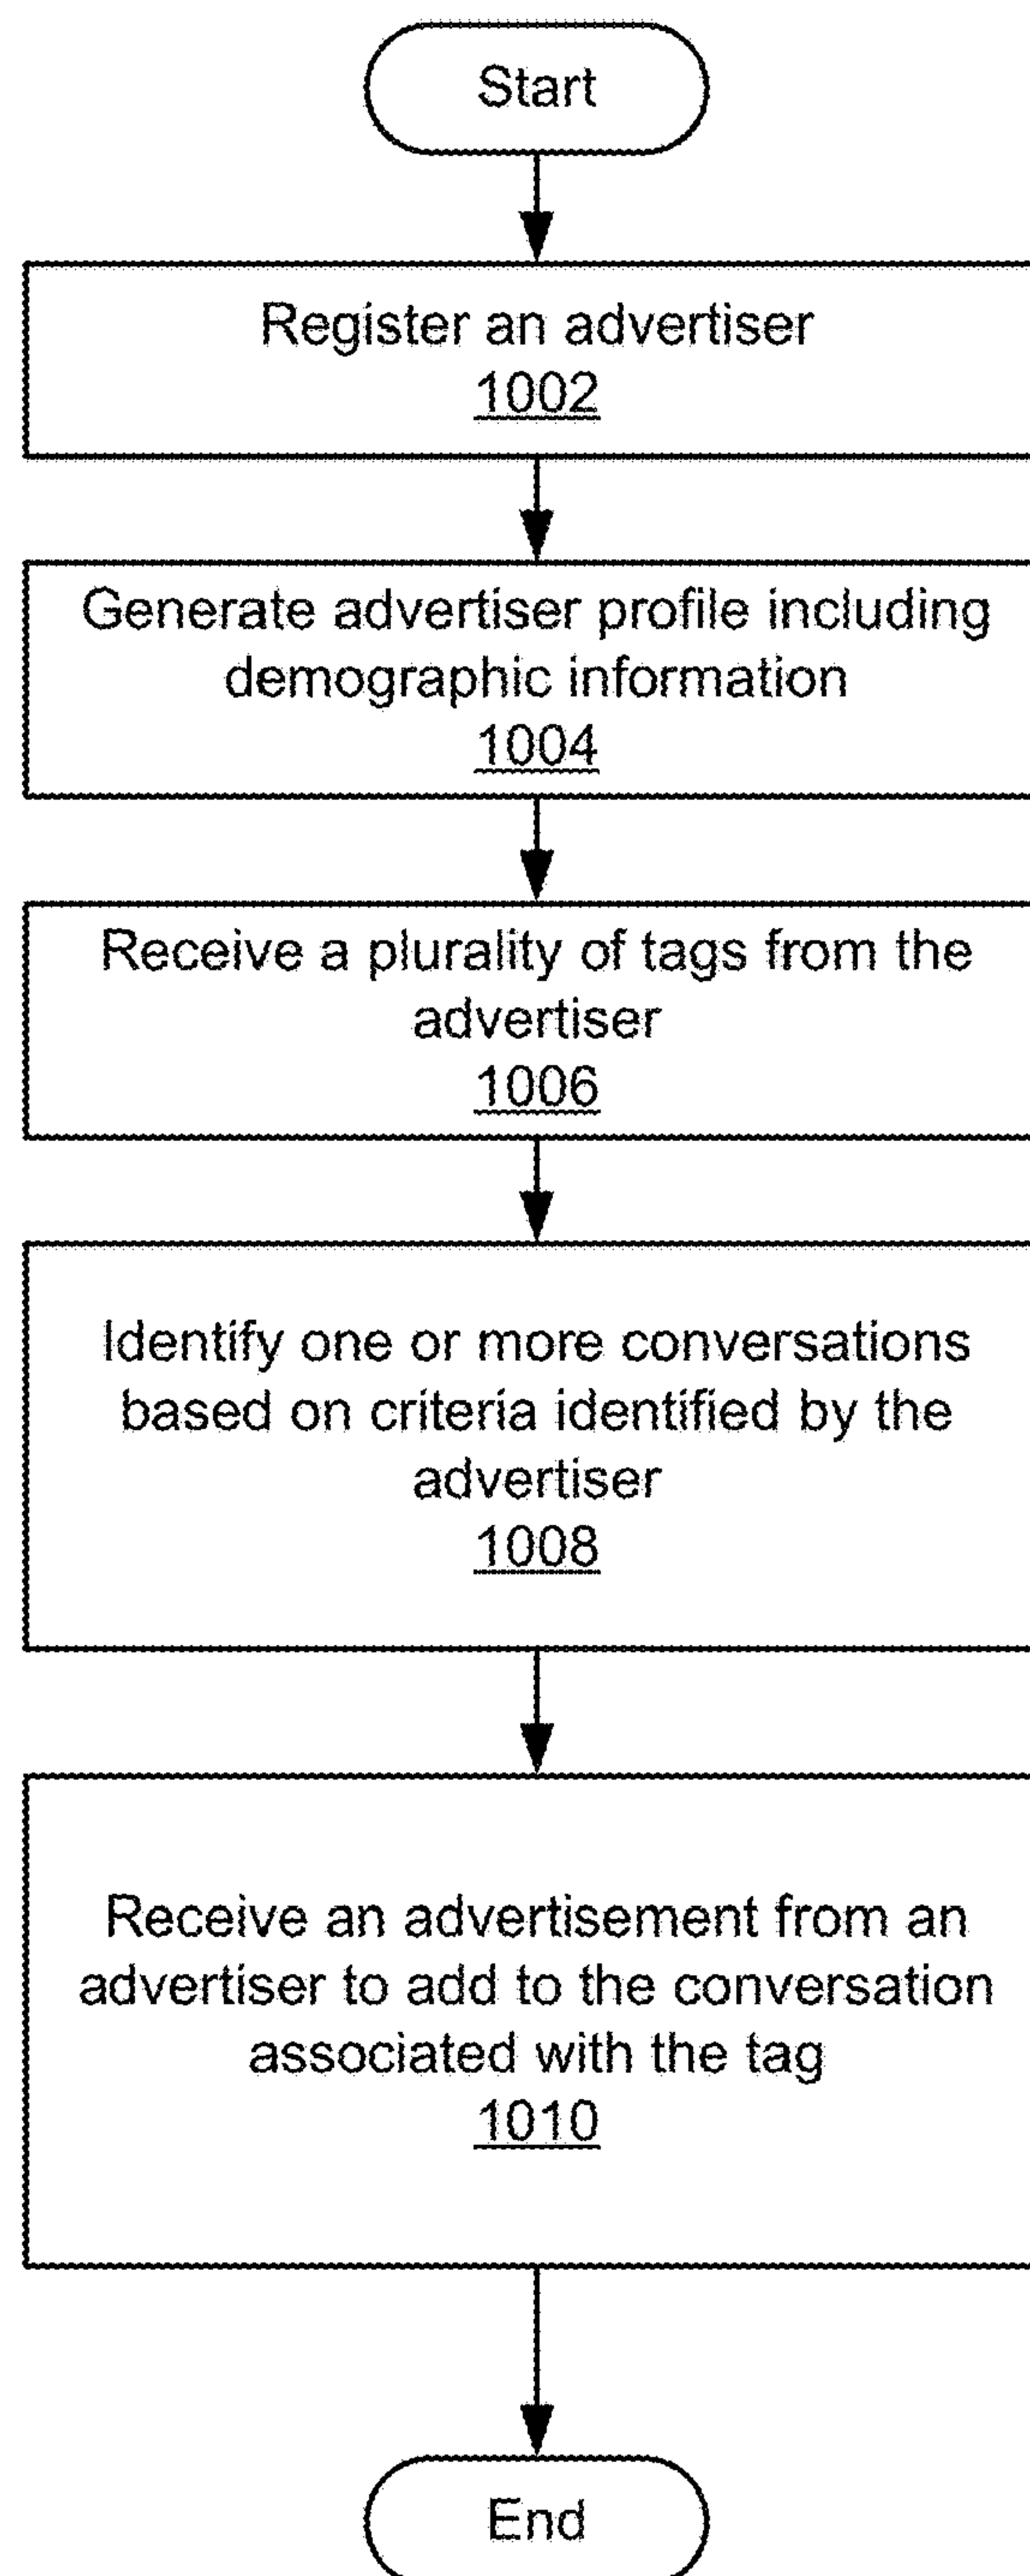 Start
Register an advertiser
1002
Generate advertiser profile including
demographic information
1004
Receive a plurality of tags from the
advertiser
1006
Identify one or more conversations
based on criteria identified by the
advertiser
1008
Receive an advertisement from an
advertiser to add to the conversation
associated with the tag
1010
End